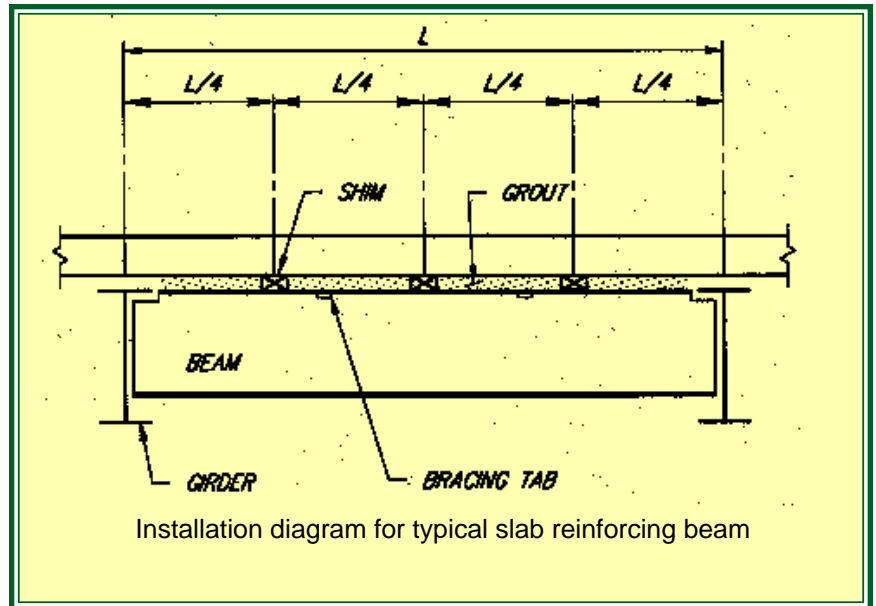 L
L/4 L/4 L/4 L/4
SHIM GROUT
BEAM
GIRDER BRACING TAB
Installation diagram for typical slab reinforcing beam